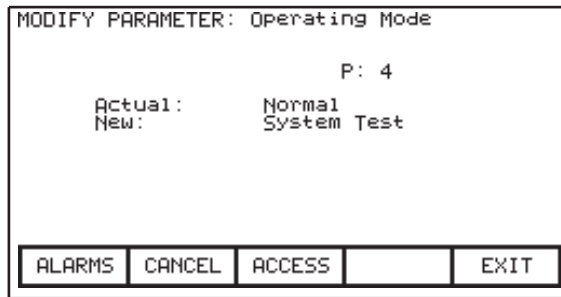 MODIFY PARAMETER: Operating Mode
P: 4
Actual: Normal
New: System Test
ALARMS CANCEL ACCESS EXIT